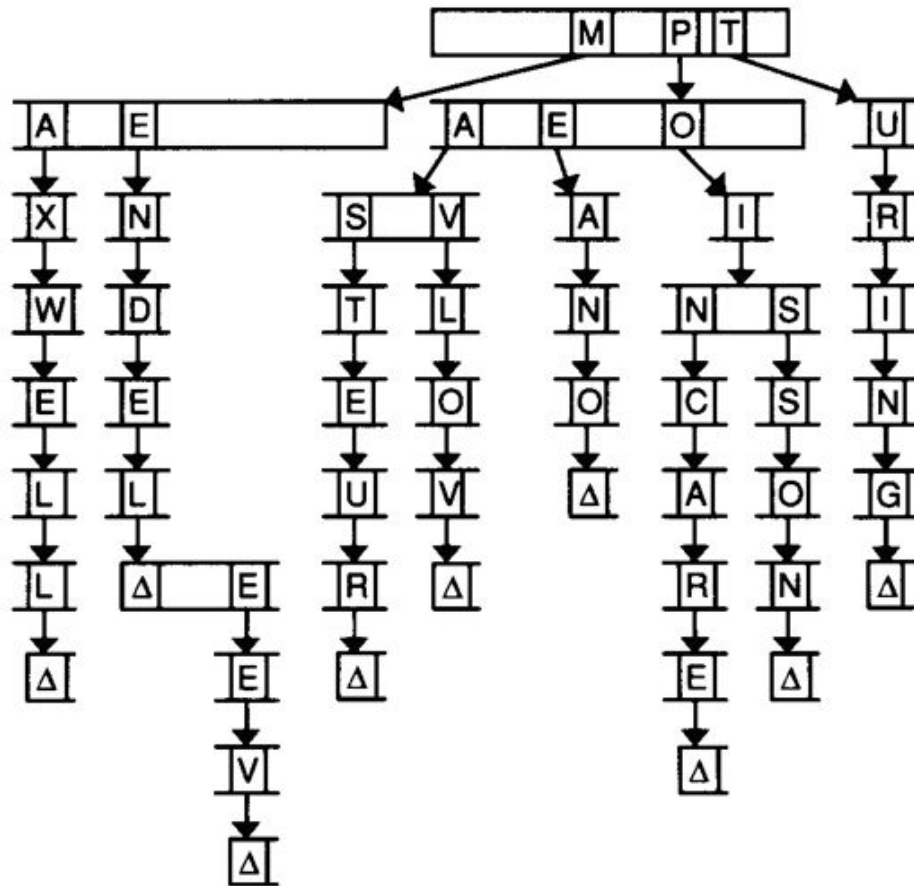 M P T
A E A E O U
X N S V A I R
W D T L N N S I
E E E O O C S N
L L U V Δ A O G
L Δ E R Δ R N Δ
Δ E Δ E Δ
V Δ
Δ